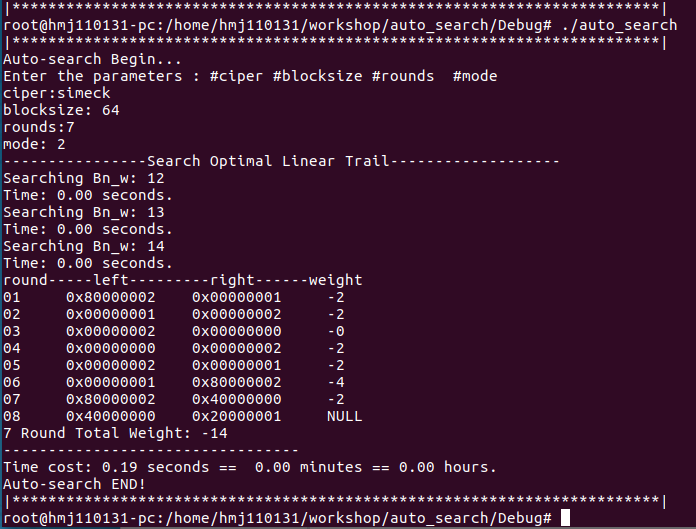 |************************************************************************|
root@hmj110131-pc:/home/hmj110131/workshop/auto_search/Debug# ./auto_search
|************************************************************************|
Auto-search Begin...
Enter the parameters : #ciper #blocksize #rounds  #mode
ciper:simeck
blocksize: 64
rounds:7
mode: 2
----------------Search Optimal Linear Trail-------------------
Searching Bn_w: 12
Time: 0.00 seconds.
Searching Bn_w: 13
Time: 0.00 seconds.
Searching Bn_w: 14
Time: 0.00 seconds.
round-----left---------right------weight
01     0x80000002    0x00000001     -2
02     0x00000001    0x00000002     -2
03     0x00000002    0x00000000     -0
04     0x00000000    0x00000002     -2
05     0x00000002    0x00000001     -2
06     0x00000001    0x80000002     -4
07     0x80000002    0x40000000     -2
08     0x40000000    0x20000001     NULL
7 Round Total Weight: -14
---------------------------------
Time cost: 0.19 seconds ==  0.00 minutes == 0.00 hours.
Auto-search END!
|************************************************************************|
root@hmj110131-pc:/home/hmj110131/workshop/auto_search/Debug#